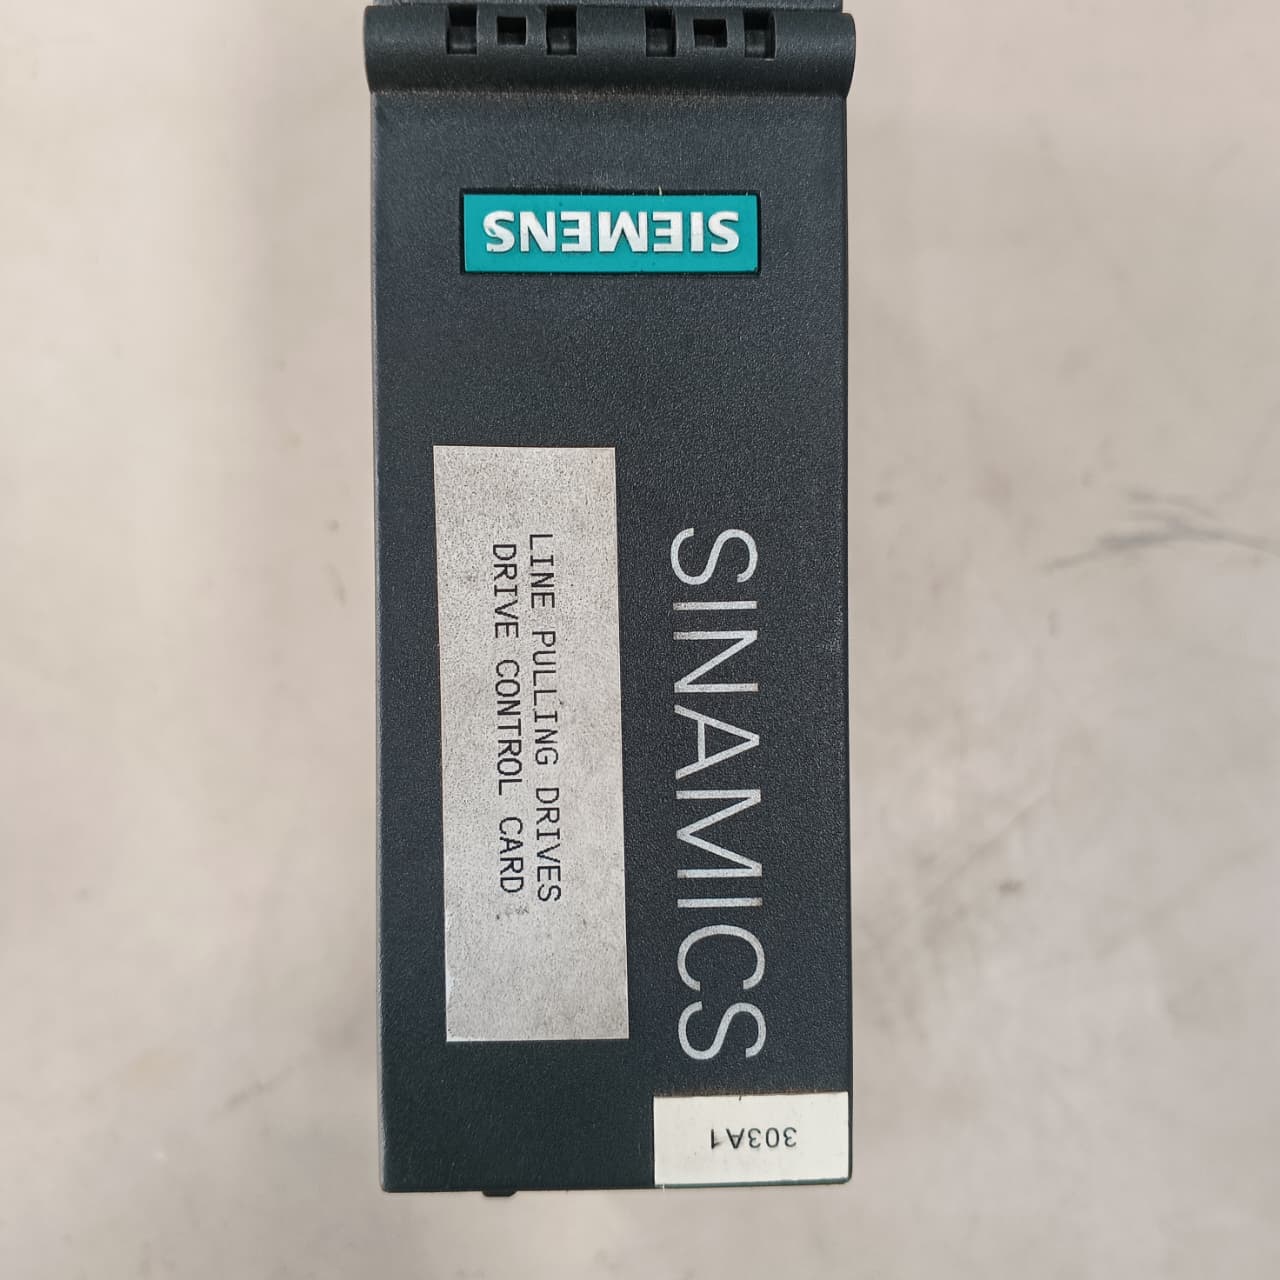 SIEMENS
SINAMICS
LINE PULLING DRIVES
DRIVE CONTROL CARD
303A1